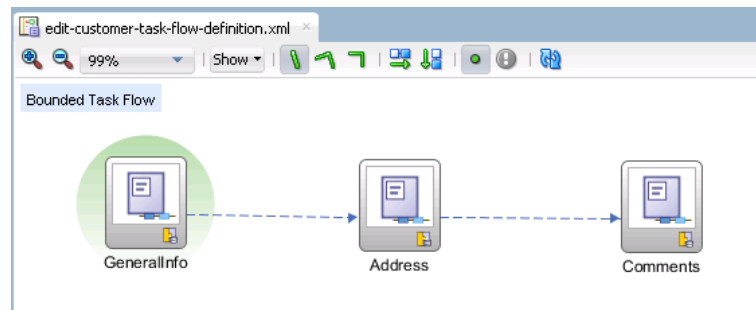 edit-customer-task-flow-definition.xml
99% Show
Bounded Task Flow
GeneralInfo Address Comments